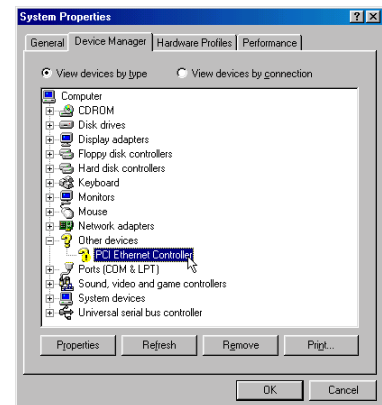 System Properties
General Device Manager Hardware Profiles Performance
View devices by type View devices by connection
Computer
CDROM
Disk drives
Display adapters
Floppy disk controllers
Hard disk controllers
Keyboard
Monitors
Mouse
Network adapters
Other devices
PCI Ethernet Controller
Ports (COM & LPT)
Sound, video and game controllers
System devices
Universal serial bus controller
Properties Refresh Remove Print...
OK Cancel